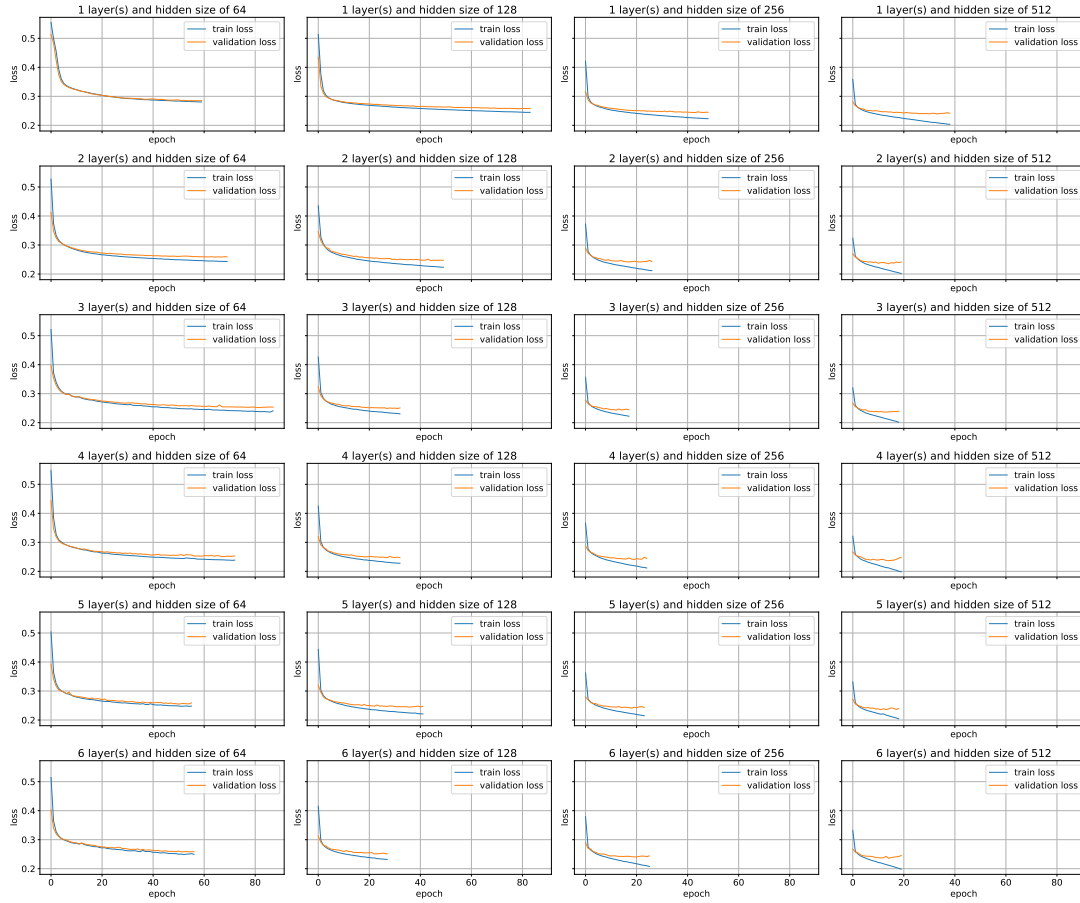 1 layer(s) and hidden size of 64
0.5
0.4
0.3
0.2
loss
train loss
validation loss
epoch
1 layer(s) and hidden size of 128
loss
train loss
validation loss
epoch
1 layer(s) and hidden size of 256
loss
train loss
validation loss
epoch
1 layer(s) and hidden size of 512
loss
train loss
validation loss
epoch
2 layer(s) and hidden size of 64
0.5
0.4
0.3
0.2
loss
train loss
validation loss
epoch
2 layer(s) and hidden size of 128
loss
train loss
validation loss
epoch
2 layer(s) and hidden size of 256
loss
train loss
validation loss
epoch
2 layer(s) and hidden size of 512
loss
train loss
validation loss
epoch
3 layer(s) and hidden size of 64
0.5
0.4
0.3
0.2
loss
train loss
validation loss
epoch
3 layer(s) and hidden size of 128
loss
train loss
validation loss
epoch
3 layer(s) and hidden size of 256
loss
train loss
validation loss
epoch
3 layer(s) and hidden size of 512
loss
train loss
validation loss
epoch
4 layer(s) and hidden size of 64
0.5
0.4
0.3
0.2
loss
train loss
validation loss
epoch
4 layer(s) and hidden size of 128
loss
train loss
validation loss
epoch
4 layer(s) and hidden size of 256
loss
train loss
validation loss
epoch
4 layer(s) and hidden size of 512
loss
train loss
validation loss
epoch
5 layer(s) and hidden size of 64
0.5
0.4
0.3
0.2
loss
train loss
validation loss
epoch
5 layer(s) and hidden size of 128
loss
train loss
validation loss
epoch
5 layer(s) and hidden size of 256
loss
train loss
validation loss
epoch
5 layer(s) and hidden size of 512
loss
train loss
validation loss
epoch
6 layer(s) and hidden size of 64
0.5
0.4
0.3
0.2
loss
train loss
validation loss
0 20 40 60 80
epoch
6 layer(s) and hidden size of 128
loss
train loss
validation loss
0 20 40 60 80
epoch
6 layer(s) and hidden size of 256
loss
train loss
validation loss
0 20 40 60 80
epoch
6 layer(s) and hidden size of 512
loss
train loss
validation loss
0 20 40 60 80
epoch